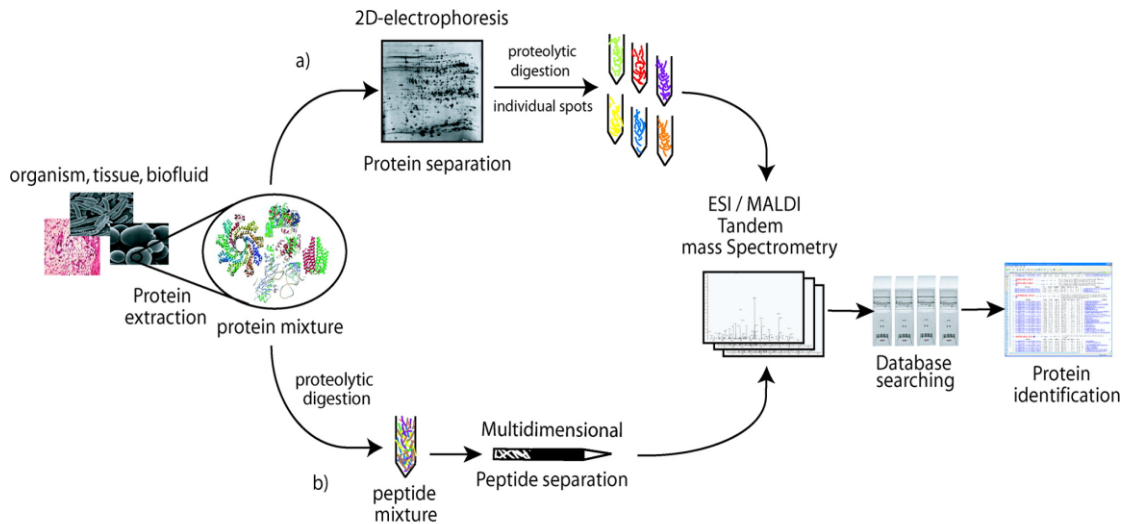 2D-electrophoresis
a)
proteolytic
digestion
individual spots
Protein separation
organism, tissue, biofluid
Protein
extraction
protein mixture
ESI / MALDI
Tandem
mass Spectrometry
Database
searching
Protein
identification
proteolytic
digestion
b)
peptide
mixture
Multidimensional
Peptide separation